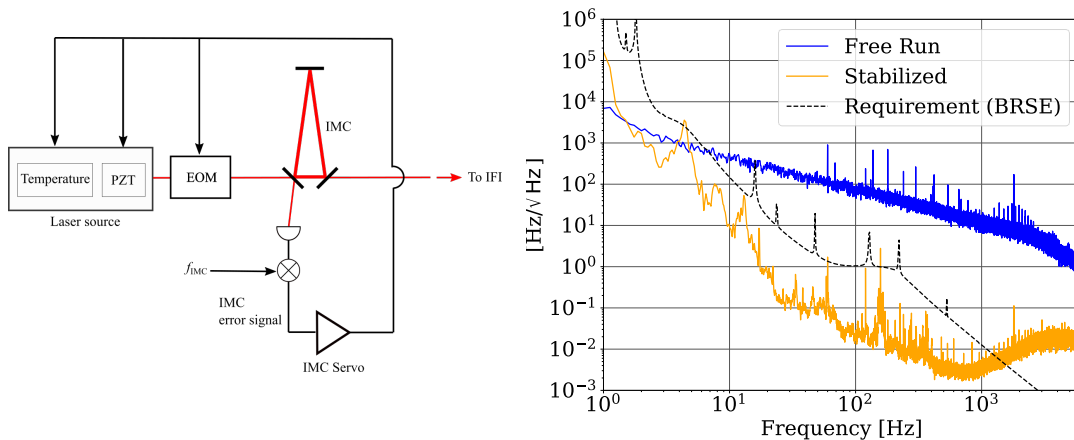 IMC
Temperature
PZT
EOM
To IFI
Laser source
f_IMC
IMC
error signal
IMC Servo
Free Run
Stabilized
Requirement (BRSE)
[Hz/√Hz]
10^6
10^5
10^4
10^3
10^2
10^1
10^0
10^-1
10^-2
10^-3
10^0 10^1 10^2 10^3
Frequency [Hz]